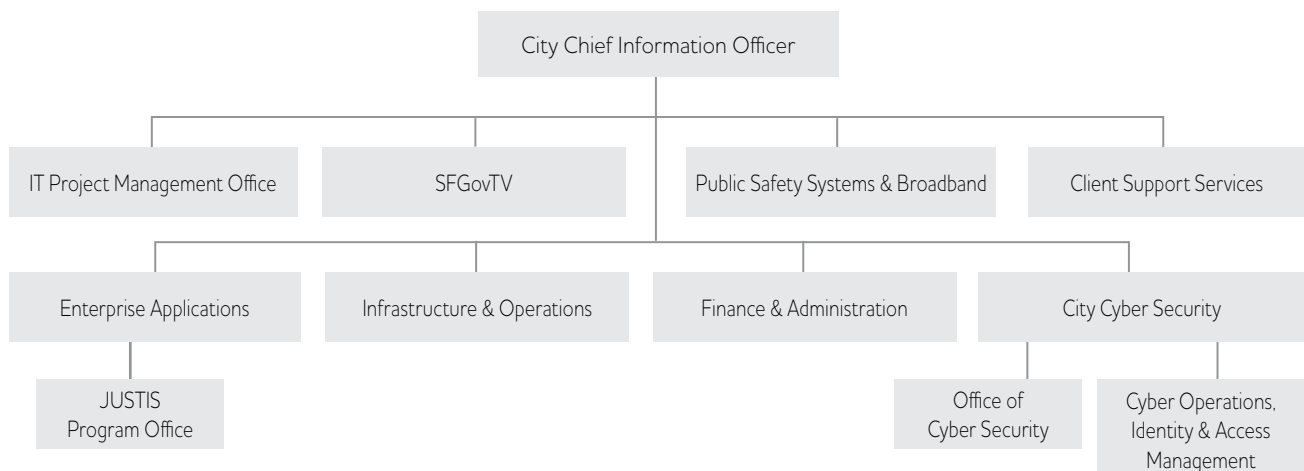 City Chief Information Officer
IT Project Management Office
SFGovTV
Public Safety Systems & Broadband
Client Support Services
Enterprise Applications
Infrastructure & Operations
Finance & Administration
City Cyber Security
JUSTIS
Program Office
Office of
Cyber Security
Cyber Operations,
Identity & Access
Management